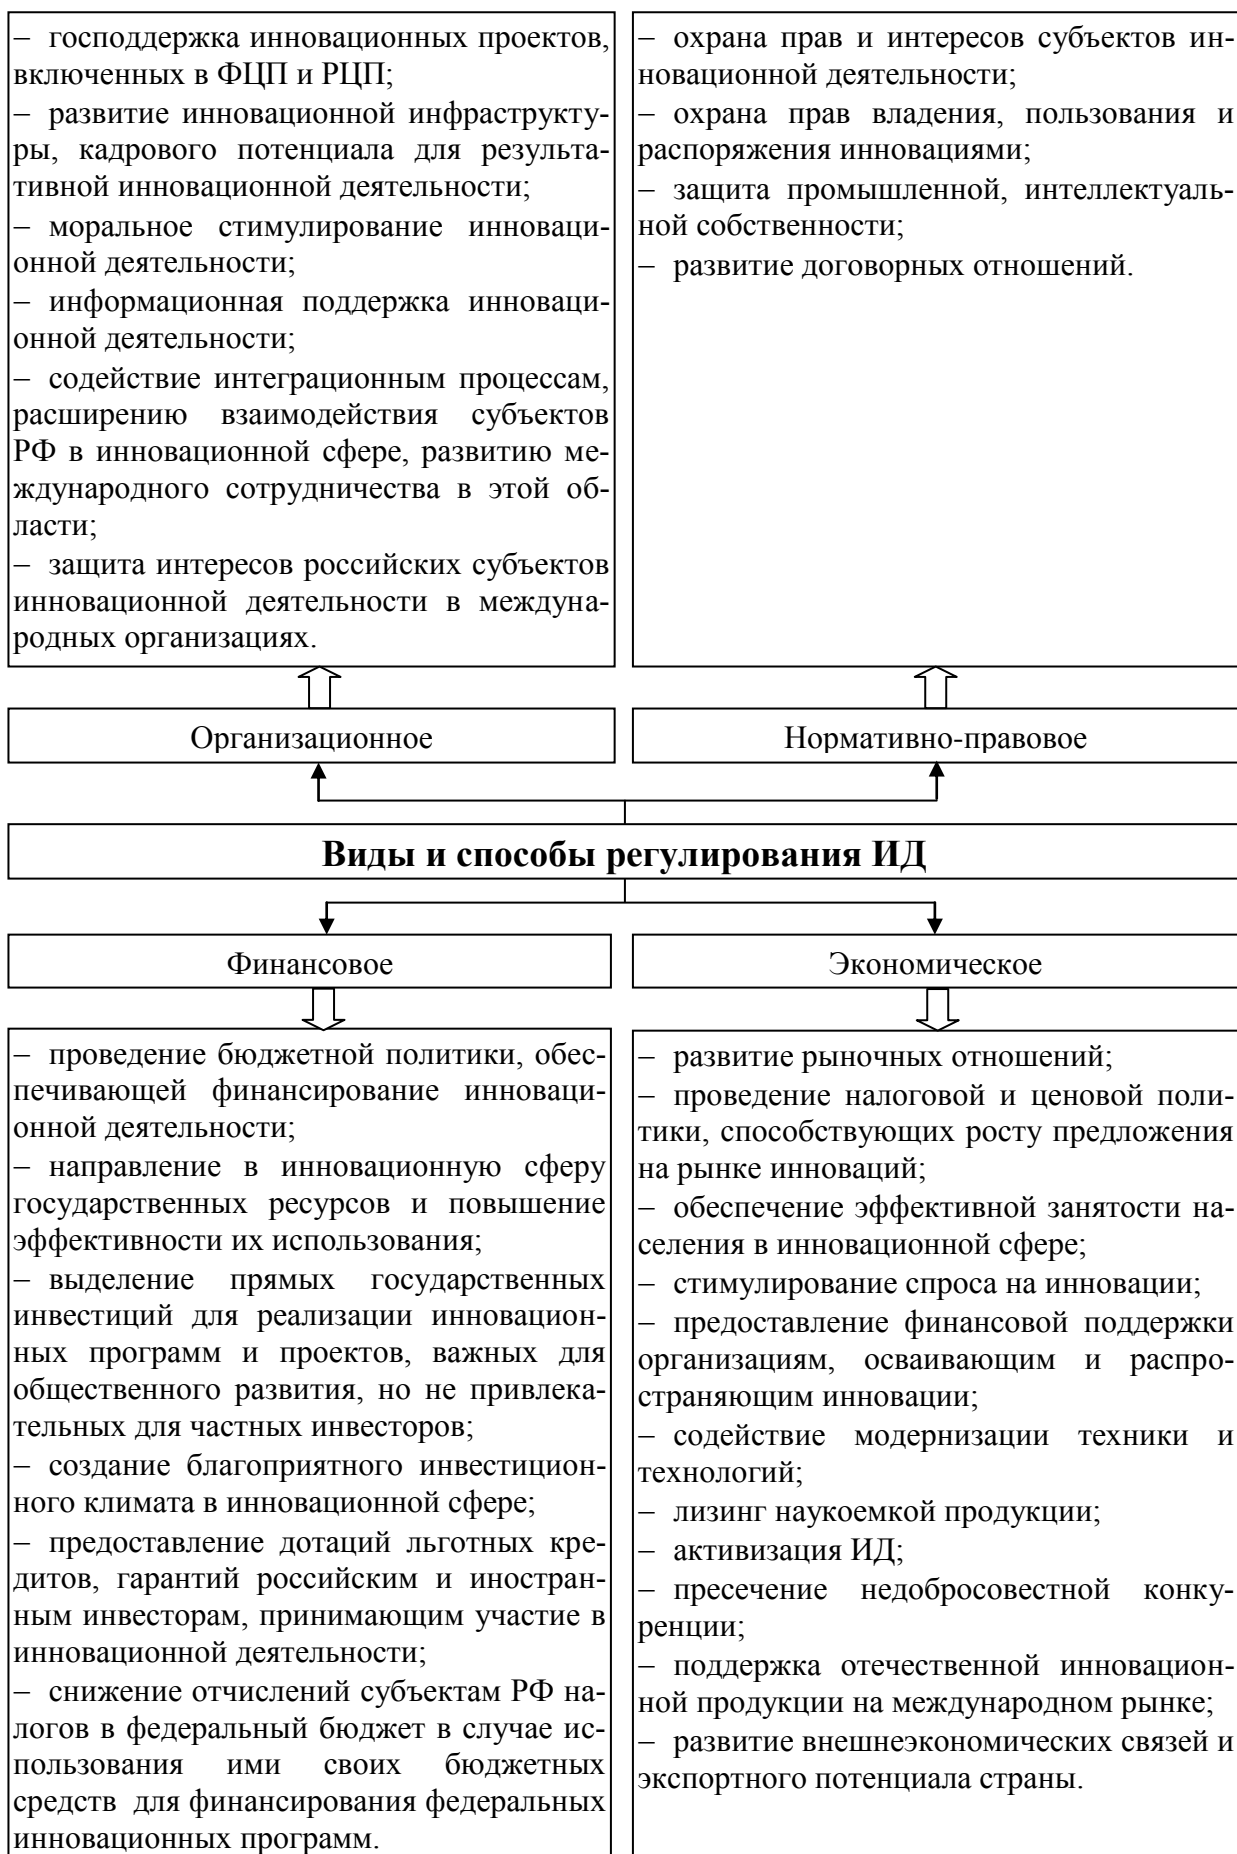 – господдержка инновационных проектов,
включенных в ФЦП и РЦП;
– развитие инновационной инфраструкту-
ры, кадрового потенциала для результа-
тивной инновационной деятельности;
– моральное стимулирование инноваци-
онной деятельности;
– информационная поддержка инноваци-
онной деятельности;
– содействие интеграционным процессам,
расширению взаимодействия субъектов
РФ в инновационной сфере, развитию ме-
ждународного сотрудничества в этой об-
ласти;
– защита интересов российских субъектов
инновационной деятельности в междуна-
родных организациях.
– охрана прав и интересов субъектов ин-
новационной деятельности;
– охрана прав владения, пользования и
распоряжения инновациями;
– защита промышленной, интеллектуаль-
ной собственности;
– развитие договорных отношений.
Организационное
Нормативно-правовое
Виды и способы регулирования ИД
Финансовое
Экономическое
– проведение бюджетной политики, обес-
печивающей финансирование инноваци-
онной деятельности;
– направление в инновационную сферу
государственных ресурсов и повышение
эффективности их использования;
– выделение прямых государственных
инвестиций для реализации инновацион-
ных программ и проектов, важных для
общественного развития, но не привлека-
тельных для частных инвесторов;
– создание благоприятного инвестицион-
ного климата в инновационной сфере;
– предоставление дотаций льготных кре-
дитов, гарантий российским и иностран-
ным инвесторам, принимающим участие в
инновационной деятельности;
– снижение отчислений субъектам РФ на-
логов в федеральный бюджет в случае ис-
пользования ими своих бюджетных
средств для финансирования федеральных
инновационных программ.
– развитие рыночных отношений;
– проведение налоговой и ценовой поли-
тики, способствующих росту предложения
на рынке инноваций;
– обеспечение эффективной занятости на-
селения в инновационной сфере;
– стимулирование спроса на инновации;
– предоставление финансовой поддержки
организациям, осваивающим и распро-
страняющим инновации;
– содействие модернизации техники и
технологий;
– лизинг наукоемкой продукции;
– активизация ИД;
– пресечение недобросовестной конку-
ренции;
– поддержка отечественной инновацион-
ной продукции на международном рынке;
– развитие внешнеэкономических связей и
экспортного потенциала страны.